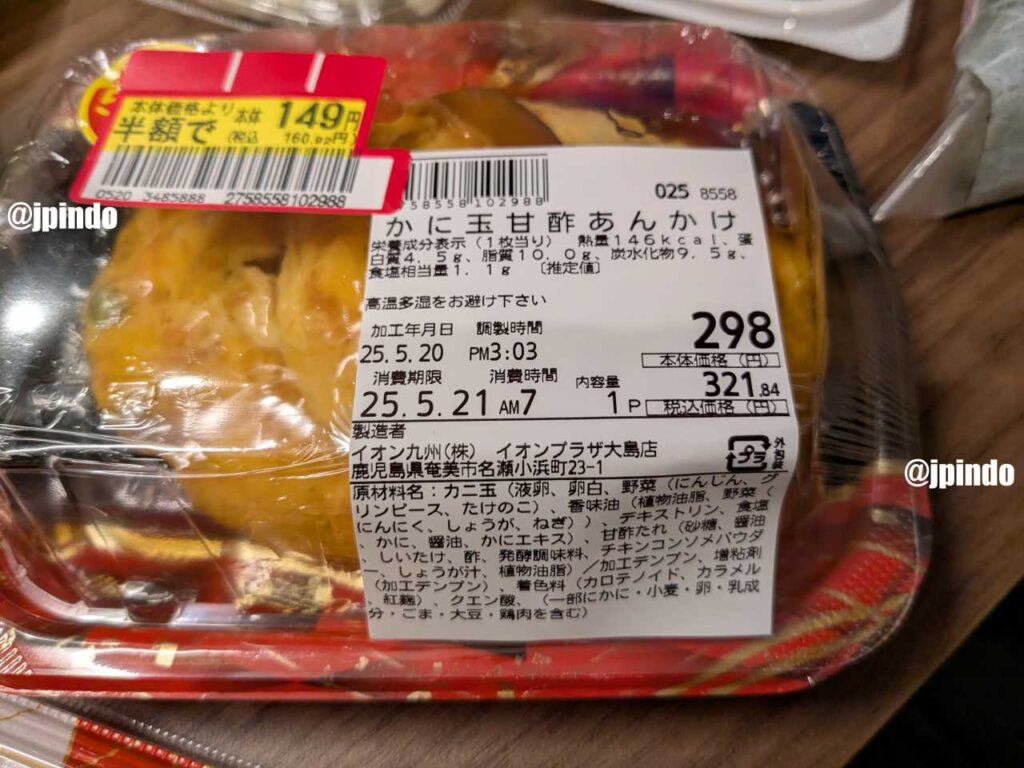 本体価格より 本体 149円
半額で (税込 160.92円)
0520 3485888 2758558102988
@jpindo
58558 102988
025 8558
かに玉甘酢あんかけ
栄養成分表示(1枚当り) 熱量146kcal、蛋
白質4.5g、脂質10.0g、炭水化物9.5g、
食塩相当量1.1g 〔推定値〕
高温多湿をお避け下さい
加工年月日 調製時間
25.5.20 PM3:03
298
本体価格(円)
消費期限 消費時間 内容量
25.5.21 AM7 1P
321.84
税込価格(円)
製造者
イオン九州(株) イオンプラザ大島店
鹿児島県奄美市名瀬小浜町23-1
プラ 外包装
@jpindo
原材料名:カニ玉(液卵、卵白、野菜(にんじん、グ
リンピース、たけのこ)、香味油(植物油脂、野菜(
にんにく、しょうが、ねぎ))、デキストリン、食塩
、かに、醤油、かにエキス)、甘酢たれ(砂糖、醤油
、しいたけ、酢、発酵調味料、チキンコンソメパウダ
ー、しょうが汁、植物油脂)/加工デンプン、増粘剤
(加工デンプン)、着色料(カロテノイド、カラメル
、紅麹)、クエン酸、(一部にかに・小麦・卵・乳成
分・ごま・大豆・鶏肉を含む)
@jpindo